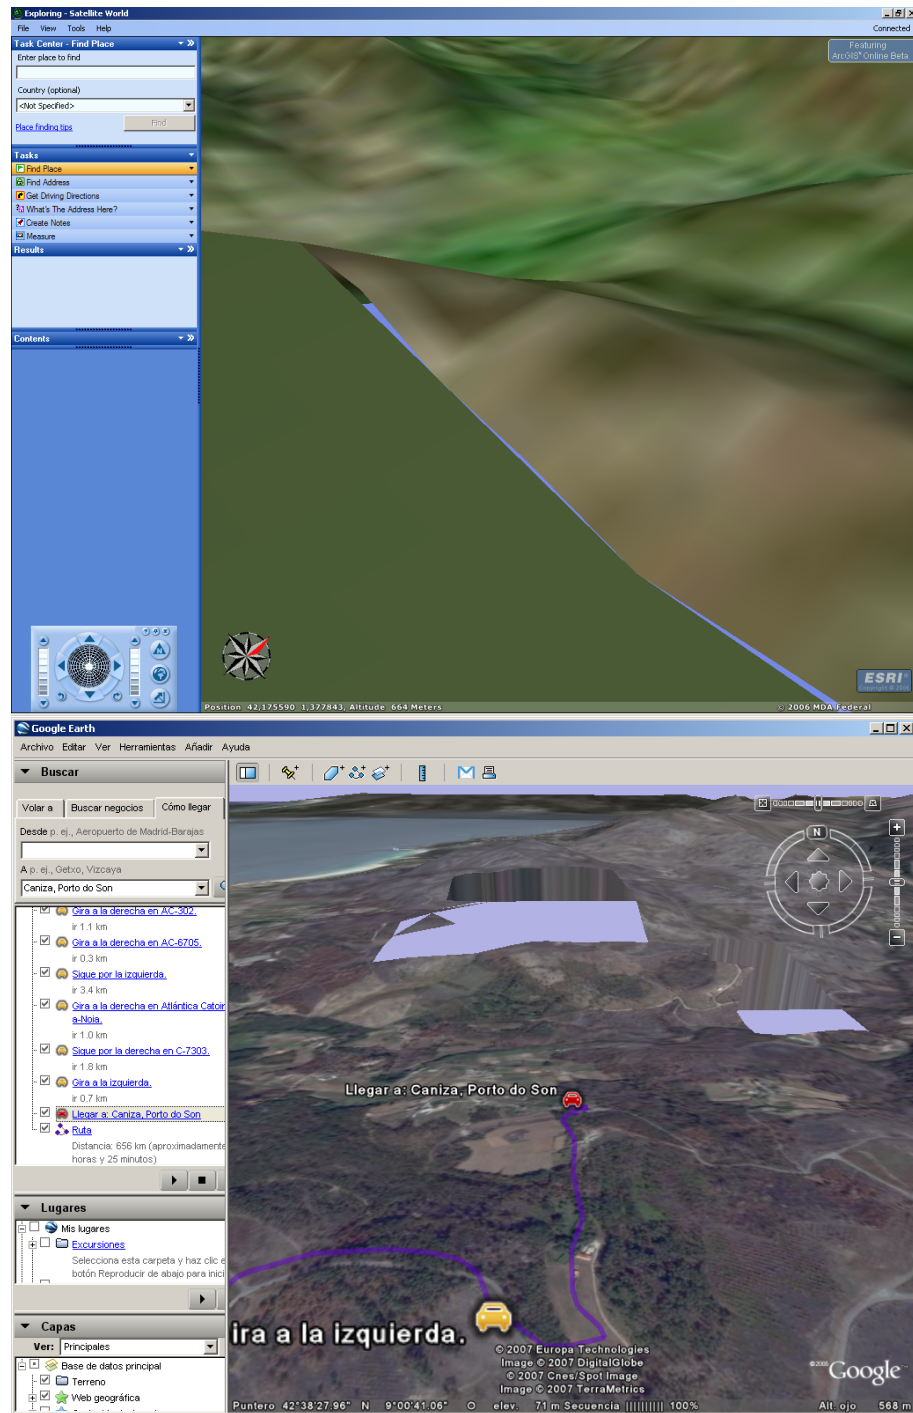 Exploring - Satellite World
File View Tools Help
Connected
Task Center - Find Place
Enter place to find
Country (optional)
<Not Specified>
Place finding tips
Find
Tasks
Find Place
Find Address
Get Driving Directions
What's The Address Here?
Create Notes
Measure
Results
Contents
Featuring
ArcGIS® Online Beta
ESRI
Copyright © 2006
Position 42,175590 1,377843, Altitude 664 Meters
© 2006 MDA Federal
Google Earth
Archivo Editar Ver Herramientas Añadir Ayuda
Buscar
Volar a
Buscar negocios
Cómo llegar
Desde p. ej., Aeropuerto de Madrid-Barajas
A p. ej., Getxo, Vizcaya
Caniza, Porto do Son
Gira a la derecha en AC-302.
ir 1.1 km
Gira a la derecha en AC-6705.
ir 0.3 km
Sigue por la izquierda.
ir 3.4 km
Gira a la derecha en Atlántica Catoir
a-Noia.
ir 1.0 km
Sigue por la derecha en C-7303.
ir 1.8 km
Gira a la izquierda.
ir 0.7 km
Llegar a: Caniza, Porto do Son
Ruta
Distancia: 656 km (aproximadamente
horas y 25 minutos)
Lugares
Mis lugares
Excursiones
Selecciona esta carpeta y haz clic e
botón Reproducir de abajo para inici
Capas
Ver: Principales
Base de datos principal
Terreno
Web geográfica
N
Llegar a: Caniza, Porto do Son
ira a la izquierda.
© 2007 Europa Technologies
Image © 2007 DigitalGlobe
© 2007 Cnes/Spot Image
Image © 2007 TerraMetrics
Google
Puntero 42°38'27.96" N 9°00'41.06" O elev. 71 m Secuencia |||||||||| 100% Alt. ojo 568 m